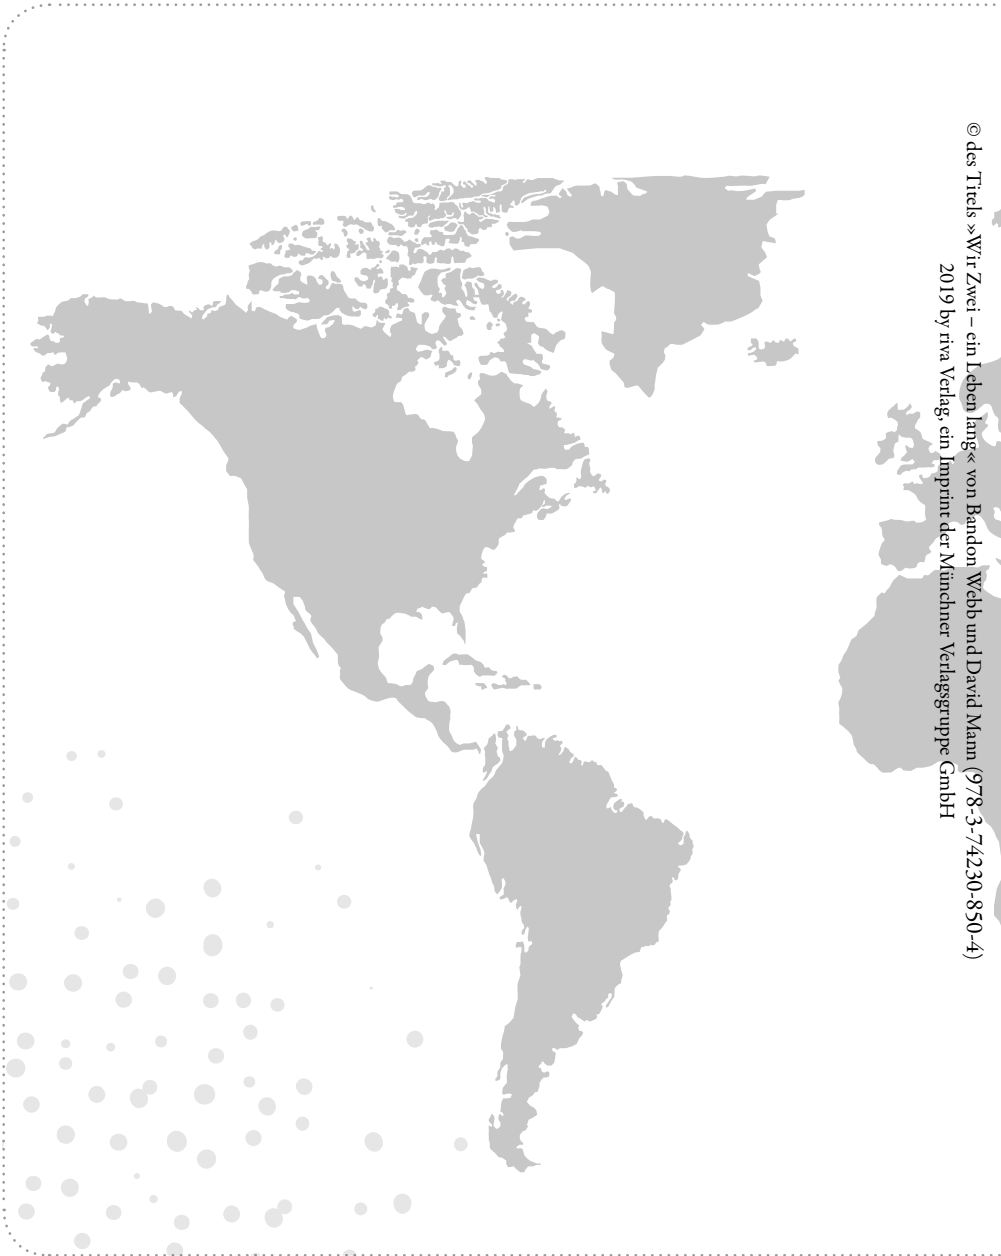 © des Titels »Wir Zwei – ein Leben lang« von Bandon Webb und David Mann (978-3-74230-850-4)
2019 by riva Verlag, ein Imprint der Münchner Verlagsgruppe GmbH